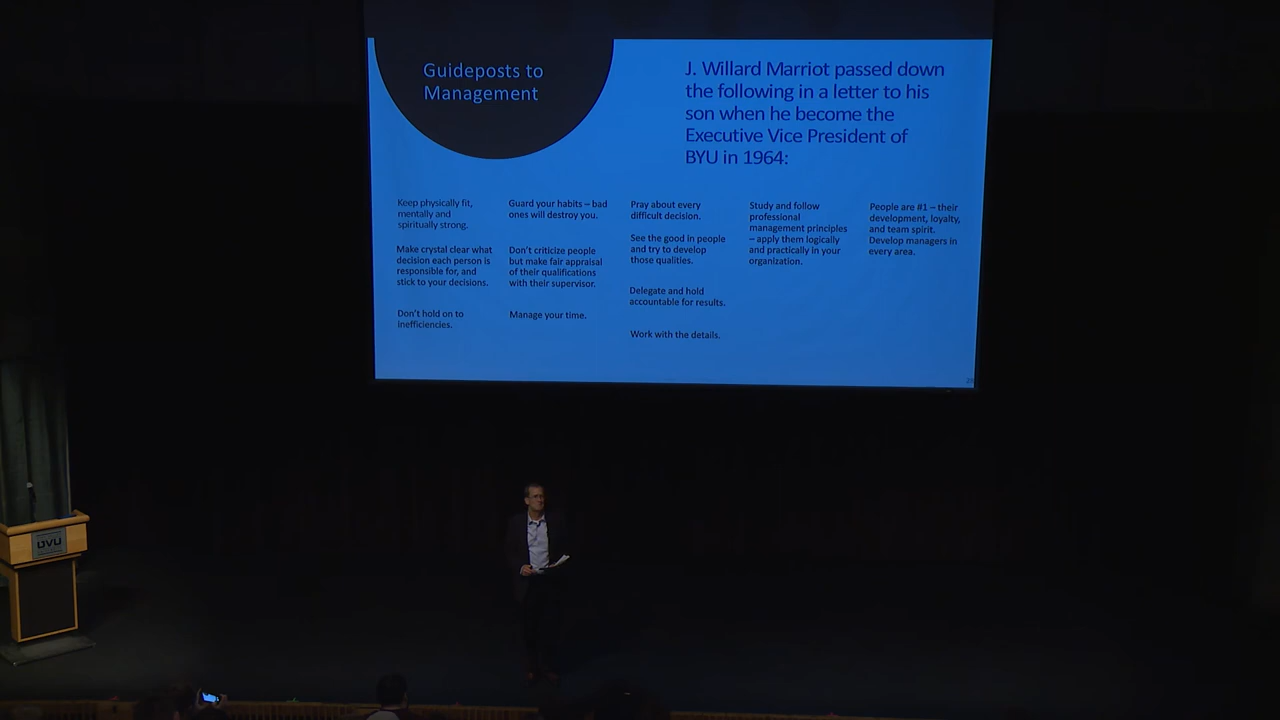 Guideposts to
Management
J. Willard Marriot passed down
the following in a letter to his
son when he become the
Executive Vice President of
BYU in 1964:
Keep physically fit,
mentally and
spiritually strong.
Make crystal clear what
decision each person is
responsible for, and
stick to your decisions.
Don't hold on to
inefficiencies.
Guard your habits – bad
ones will destroy you.
Don't criticize people
but make fair appraisal
of their qualifications
with their supervisor.
Manage your time.
Pray about every
difficult decision.
See the good in people
and try to develop
those qualities.
Delegate and hold
accountable for results.
Work with the details.
Study and follow
professional
management principles
– apply them logically
and practically in your
organization.
People are #1 – their
development, loyalty,
and team spirit.
Develop managers in
every area.